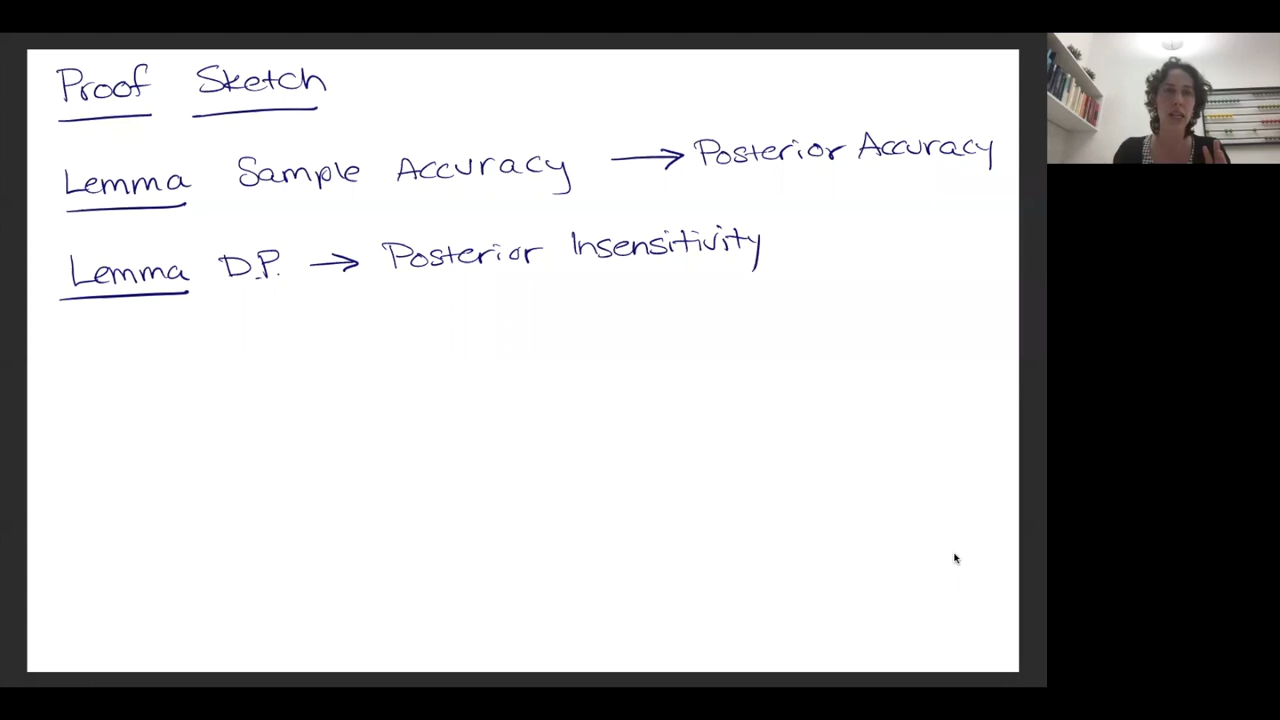 Proof Sketch
Lemma Sample Accuracy → Posterior Accuracy
Lemma D.P. → Posterior Insensitivity